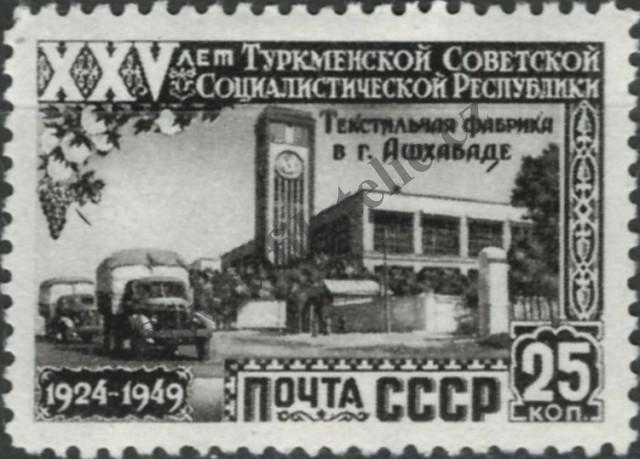 XXV ЛЕТ ТУРКМЕНСКОЙ СОВЕТСКОЙ
СОЦИАЛИСТИЧЕСКОЙ РЕСПУБЛИКИ
ТЕКСТИЛЬНАЯ ФАБРИКА
В Г. АШХАБАДЕ
1924-1949
ПОЧТА СССР
25
КОП.